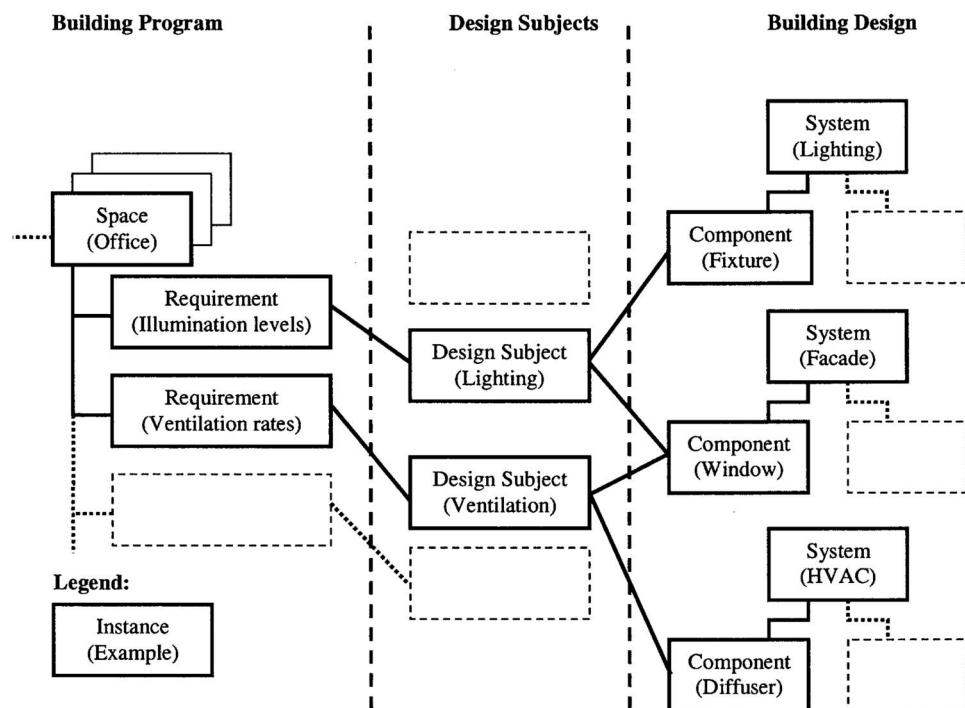 Building Program
Design Subjects
Building Design
Space
(Office)
Requirement
(Illumination levels)
Requirement
(Ventilation rates)
Legend:
Instance
(Example)
Design Subject
(Lighting)
Design Subject
(Ventilation)
System
(Lighting)
Component
(Fixture)
System
(Facade)
Component
(Window)
System
(HVAC)
Component
(Diffuser)